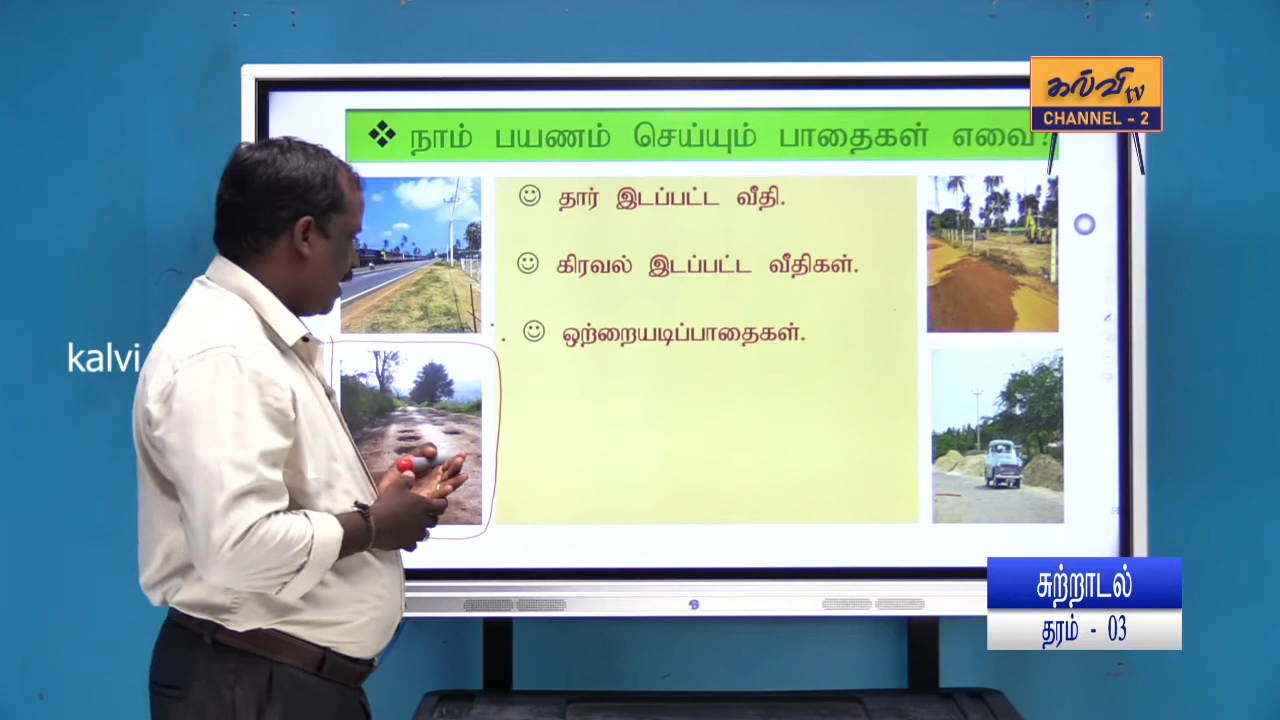 கல்வி tv
CHANNEL - 2
❖ நாம் பயணம் செய்யும் பாதைகள் எவை?
☺ தார் இடப்பட்ட வீதி.
☺ கிரவல் இடப்பட்ட வீதிகள்.
☺ ஒற்றையடிப்பாதைகள்.
kalvi
சுற்றாடல்
தரம் - 03